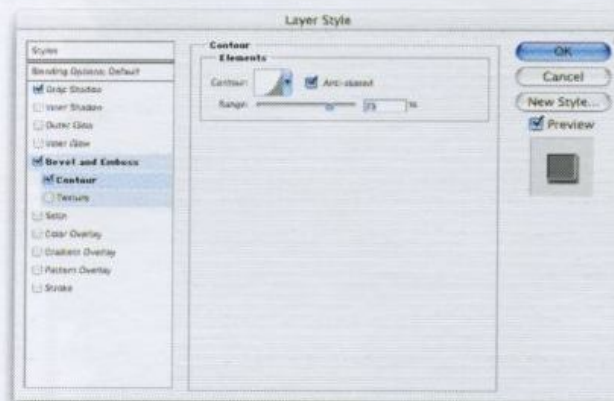 Layer Style
Styles
Blending Options: Default
Drop Shadow
Inner Shadow
Outer Glow
Inner Glow
Bevel and Emboss
Contour
Texture
Satin
Color Overlay
Gradient Overlay
Pattern Overlay
Stroke
Contour
Elements
Contour:
Anti-aliased
Range:
%
OK
Cancel
New Style...
Preview